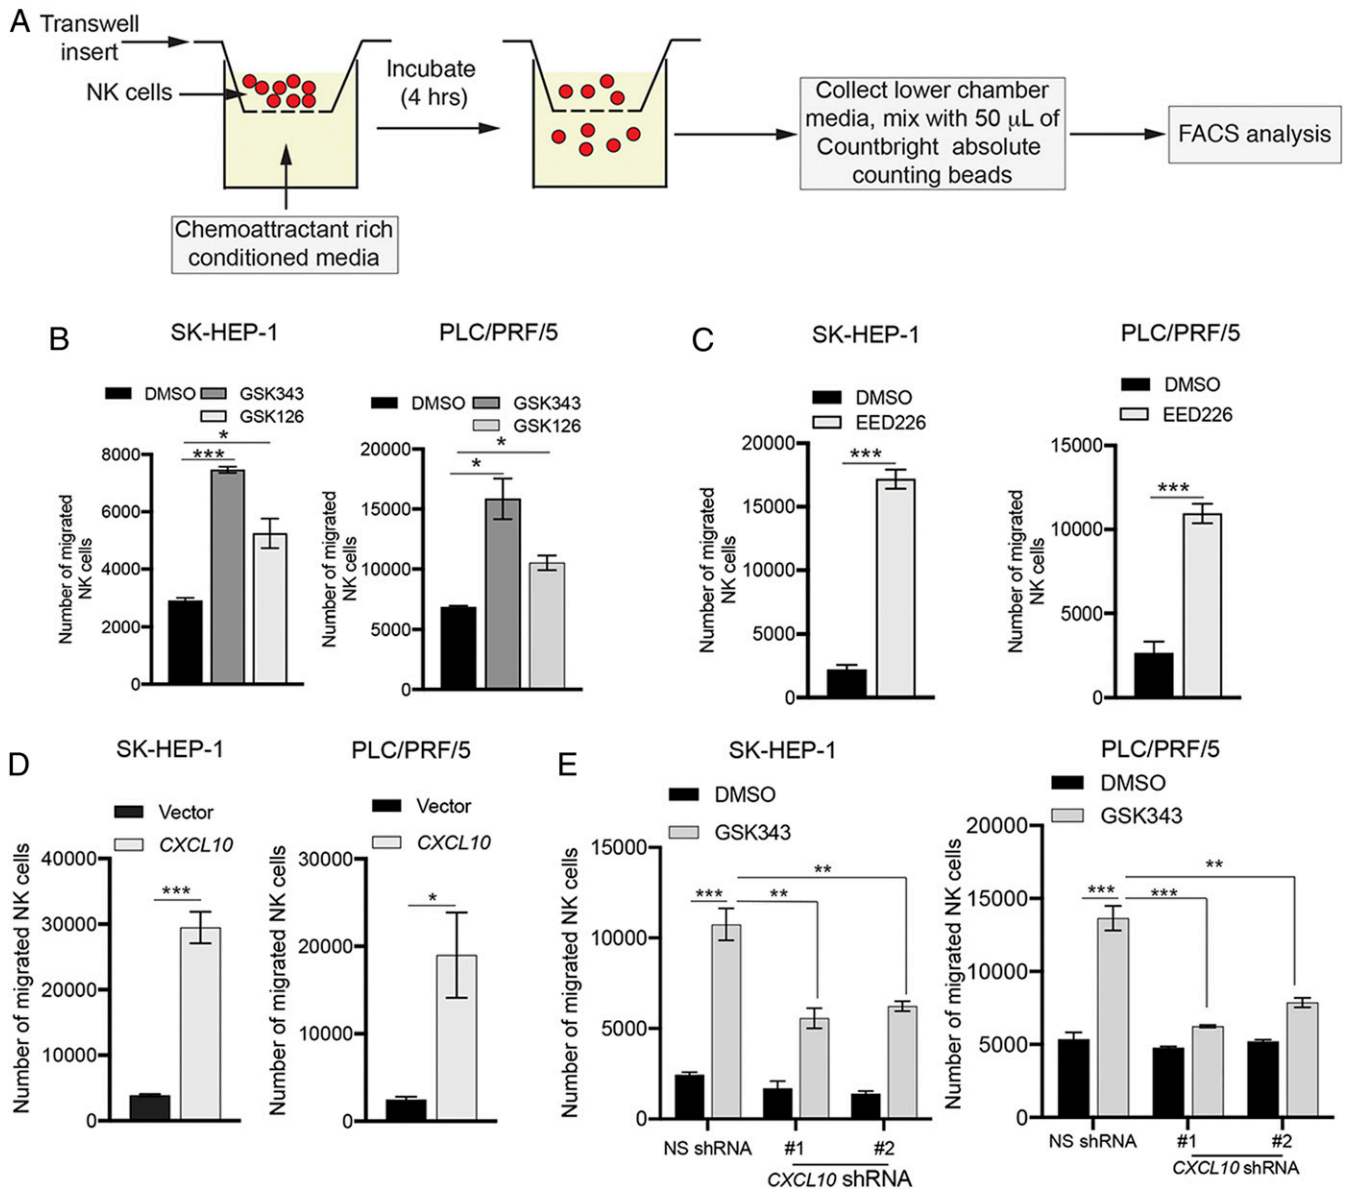 A
Transwell
insert
NK cells
Incubate
(4 hrs)
Chemoattractant rich
conditioned media
Collect lower chamber
media, mix with 50 μL of
Countbright absolute
counting beads
FACS analysis
B
SK-HEP-1
DMSO GSK343
GSK126
Number of migrated
NK cells
8000
6000
4000
2000
0
***
*
PLC/PRF/5
DMSO GSK343
GSK126
Number of migrated
NK cells
20000
15000
10000
5000
0
*
*
C
SK-HEP-1
DMSO
EED226
Number of migrated
NK cells
20000
15000
10000
5000
0
***
PLC/PRF/5
DMSO
EED226
Number of migrated
NK cells
15000
10000
5000
0
***
D
SK-HEP-1
Vector
CXCL10
Number of migrated NK cells
40000
30000
20000
10000
0
***
PLC/PRF/5
Vector
CXCL10
Number of migrated NK cells
30000
20000
10000
0
*
E
SK-HEP-1
DMSO
GSK343
Number of migrated NK cells
15000
10000
5000
0
***
**
**
NS shRNA #1 #2
CXCL10 shRNA
PLC/PRF/5
DMSO
GSK343
Number of migrated NK cells
20000
15000
10000
5000
0
***
***
**
NS shRNA #1 #2
CXCL10 shRNA